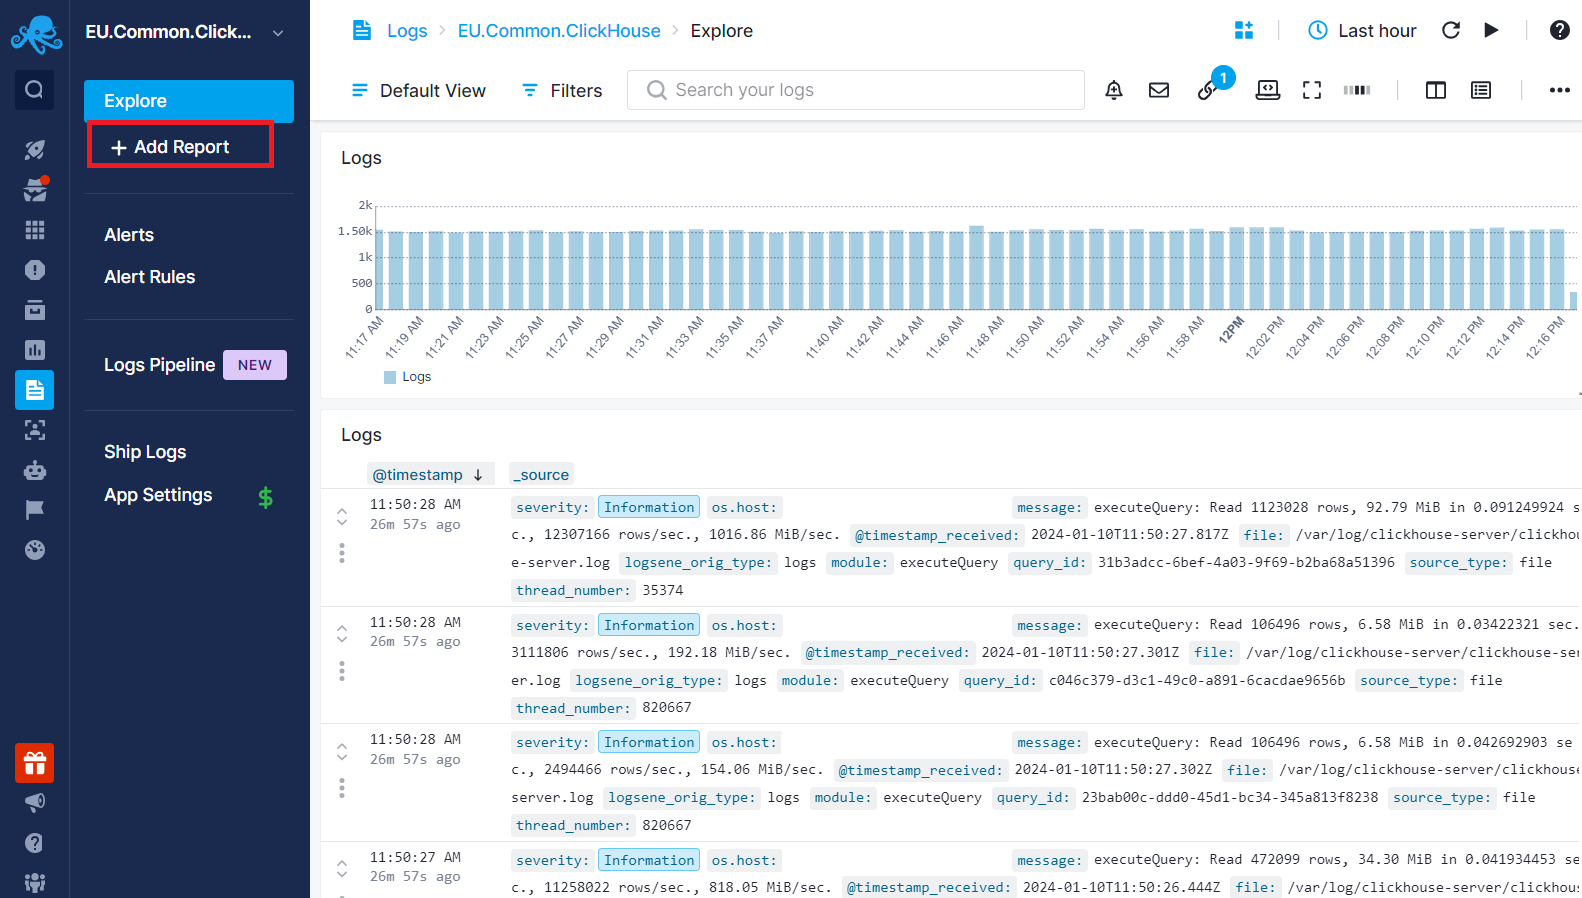 EU.Common.Click...
Logs > EU.Common.ClickHouse > Explore
Last hour
Default View
Filters
Search your logs
1
Explore
+ Add Report
Alerts
Alert Rules
Logs Pipeline NEW
Ship Logs
App Settings $
Logs
2k
1.50k
1k
500
0
11:17 AM 11:19 AM 11:21 AM 11:23 AM 11:25 AM 11:27 AM 11:29 AM 11:31 AM 11:33 AM 11:35 AM 11:37 AM 11:40 AM 11:42 AM 11:44 AM 11:46 AM 11:48 AM 11:50 AM 11:52 AM 11:54 AM 11:56 AM 11:58 AM 12PM 12:02 PM 12:04 PM 12:06 PM 12:08 PM 12:10 PM 12:12 PM 12:14 PM 12:16 PM
Logs
Logs
@timestamp ↓ _source
11:50:28 AM
26m 57s ago
severity: Information os.host: message: executeQuery: Read 1123028 rows, 92.79 MiB in 0.091249924 s
c., 12307166 rows/sec., 1016.86 MiB/sec. @timestamp_received: 2024-01-10T11:50:27.817Z file: /var/log/clickhouse-server/clickhou
e-server.log logsene_orig_type: logs module: executeQuery query_id: 31b3adcc-6bef-4a03-9f69-b2ba68a51396 source_type: file
thread_number: 35374
11:50:28 AM
26m 57s ago
severity: Information os.host: message: executeQuery: Read 106496 rows, 6.58 MiB in 0.03422321 sec.
3111806 rows/sec., 192.18 MiB/sec. @timestamp_received: 2024-01-10T11:50:27.301Z file: /var/log/clickhouse-server/clickhouse-se
er.log logsene_orig_type: logs module: executeQuery query_id: c046c379-d3c1-49c0-a891-6cacdae9656b source_type: file
thread_number: 820667
11:50:28 AM
26m 57s ago
severity: Information os.host: message: executeQuery: Read 106496 rows, 6.58 MiB in 0.042692903 se
c., 2494466 rows/sec., 154.06 MiB/sec. @timestamp_received: 2024-01-10T11:50:27.302Z file: /var/log/clickhouse-server/clickhouse
server.log logsene_orig_type: logs module: executeQuery query_id: 23bab00c-ddd0-45d1-bc34-345a813f8238 source_type: file
thread_number: 820667
11:50:27 AM
26m 57s ago
severity: Information os.host: message: executeQuery: Read 472099 rows, 34.30 MiB in 0.041934453 se
c., 11258022 rows/sec., 818.05 MiB/sec. @timestamp_received: 2024-01-10T11:50:26.444Z file: /var/log/clickhouse-server/clickhous